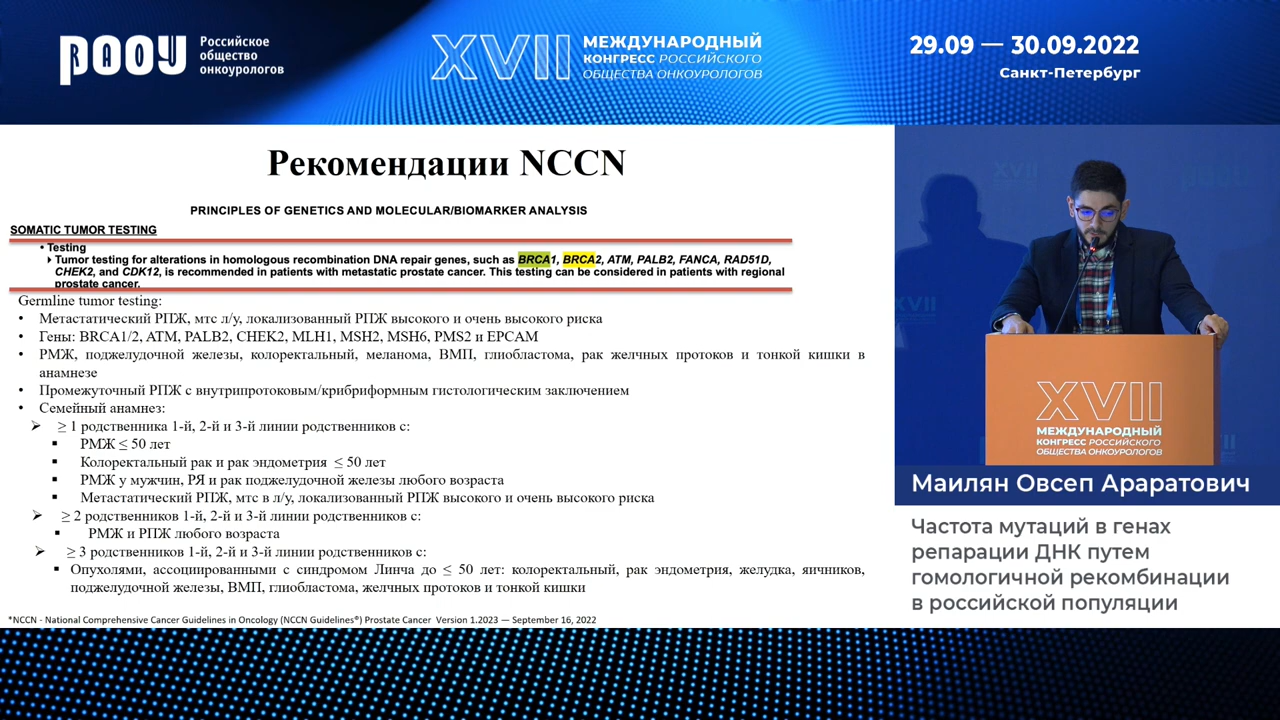 РАОУ
Российское
общество
онкоурологов
XVII
МЕЖДУНАРОДНЫЙ
КОНГРЕСС РОССИЙСКОГО
ОБЩЕСТВА ОНКОУРОЛОГОВ
29.09 — 30.09.2022
Санкт-Петербург
Рекомендации NCCN
PRINCIPLES OF GENETICS AND MOLECULAR/BIOMARKER ANALYSIS
SOMATIC TUMOR TESTING
• Testing
Tumor testing for alterations in homologous recombination DNA repair genes, such as BRCA1, BRCA2, ATM, PALB2, FANCA, RAD51D,
CHEK2, and CDK12, is recommended in patients with metastatic prostate cancer. This testing can be considered in patients with regional
prostate cancer.
Germline tumor testing:
• Метастатический РПЖ, мтс л/у, локализованный РПЖ высокого и очень высокого риска
• Гены: BRCA1/2, ATM, PALB2, CHEK2, MLH1, MSH2, MSH6, PMS2 и EPCAM
• РМЖ, поджелудочной железы, колоректальный, меланома, ВМП, глиобластома, рак желчных протоков и тонкой кишки в
анамнезе
• Промежуточный РПЖ с внутрипротоковым/крибриформным гистологическим заключением
• Семейный анамнез:
➢ ≥ 1 родственника 1-й, 2-й и 3-й линии родственников с:
▪ РМЖ ≤ 50 лет
▪ Колоректальный рак и рак эндометрия ≤ 50 лет
▪ РМЖ у мужчин, РЯ и рак поджелудочной железы любого возраста
▪ Метастатический РПЖ, мтс в л/у, локализованный РПЖ высокого и очень высокого риска
➢ ≥ 2 родственников 1-й, 2-й и 3-й линии родственников с:
▪ РМЖ и РПЖ любого возраста
➢ ≥ 3 родственников 1-й, 2-й и 3-й линии родственников с:
▪ Опухолями, ассоциированными с синдромом Линча до ≤ 50 лет: колоректальный, рак эндометрия, желудка, яичников,
поджелудочной железы, ВМП, глиобластома, желчных протоков и тонкой кишки
*NCCN - National Comprehensive Cancer Guidelines in Oncology (NCCN Guidelines®) Prostate Cancer Version 1.2023 — September 16, 2022
XVII
МЕЖДУНАРОДНЫЙ
КОНГРЕСС РОССИЙСКОГО
ОБЩЕСТВА ОНКОУРОЛОГОВ
Маилян Овсеп Араратович
Частота мутаций в генах
репарации ДНК путем
гомологичной рекомбинации
в российской популяции